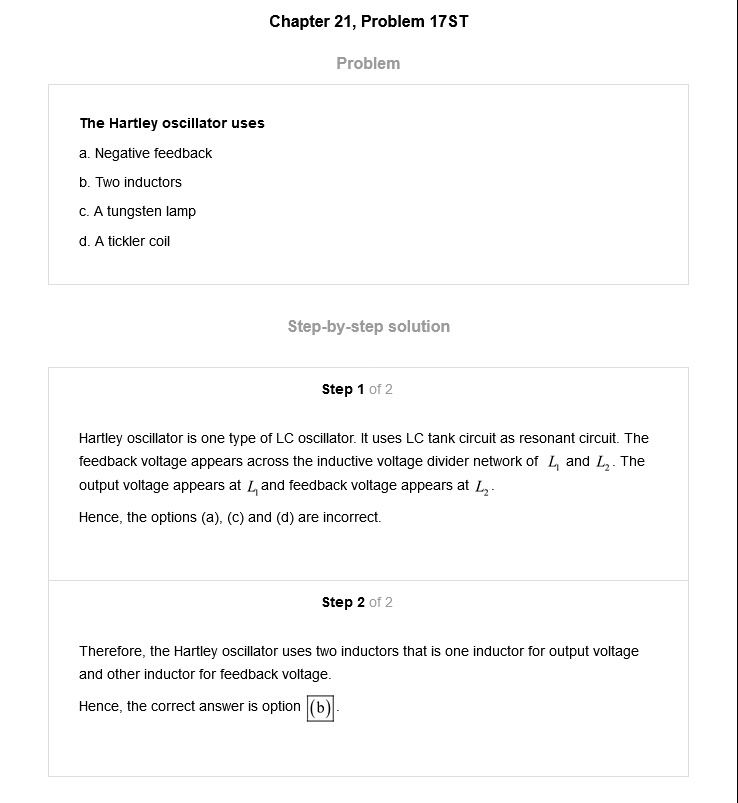 Chapter 21, Problem 17ST
Problem
The Hartley oscillator uses
a. Negative feedback
b. Two inductors
c. A tungsten lamp
d. A tickler coil
Step-by-step solution
Step 1 of 2
Hartley oscillator is one type of LC oscillator. It uses LC tank circuit as resonant circuit. The
feedback voltage appears across the inductive voltage divider network of L₁ and L₂. The
output voltage appears at L₁ and feedback voltage appears at L₂.
Hence, the options (a), (c) and (d) are incorrect.
Step 2 of 2
Therefore, the Hartley oscillator uses two inductors that is one inductor for output voltage
and other inductor for feedback voltage.
Hence, the correct answer is option (b).